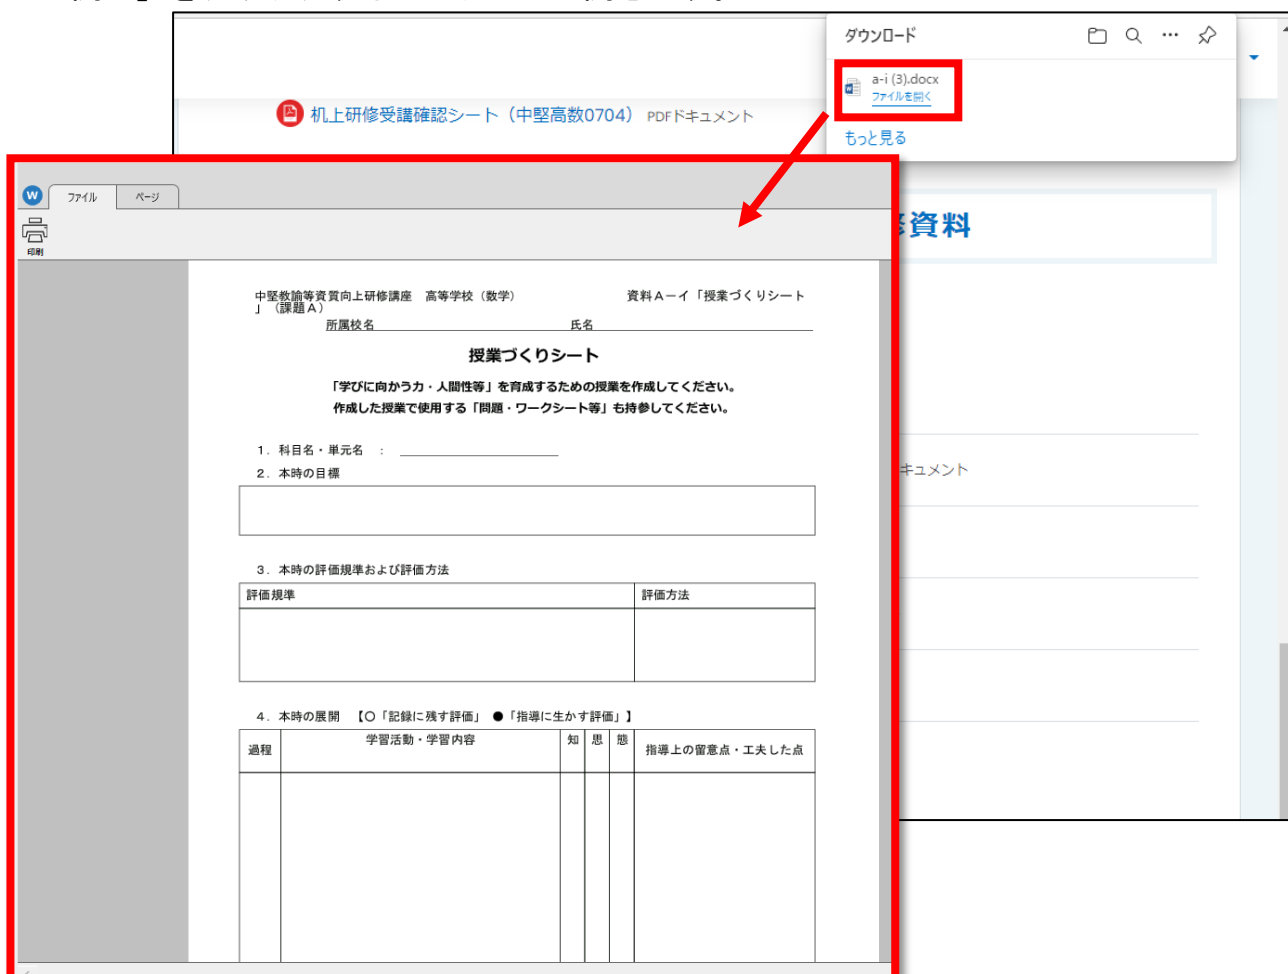 ダウンロード
a-i (3).docx
ファイルを開く
もっと見る
机上研修受講確認シート（中堅高数0704） PDFドキュメント
資料
キュメント
W ファイル ページ
印刷
中堅教諭等資質向上研修講座 高等学校（数学） 資料Ａ－イ「授業づくりシート
」（課題Ａ）
所属校名 氏名
授業づくりシート
「学びに向かう力・人間性等」を育成するための授業を作成してください。
作成した授業で使用する「問題・ワークシート等」も持参してください。
１．科目名・単元名 ：
２．本時の目標
３．本時の評価規準および評価方法
評価規準 評価方法
４．本時の展開 【〇「記録に残す評価」 ●「指導に生かす評価」】
過程 学習活動・学習内容 知 思 態 指導上の留意点・工夫した点